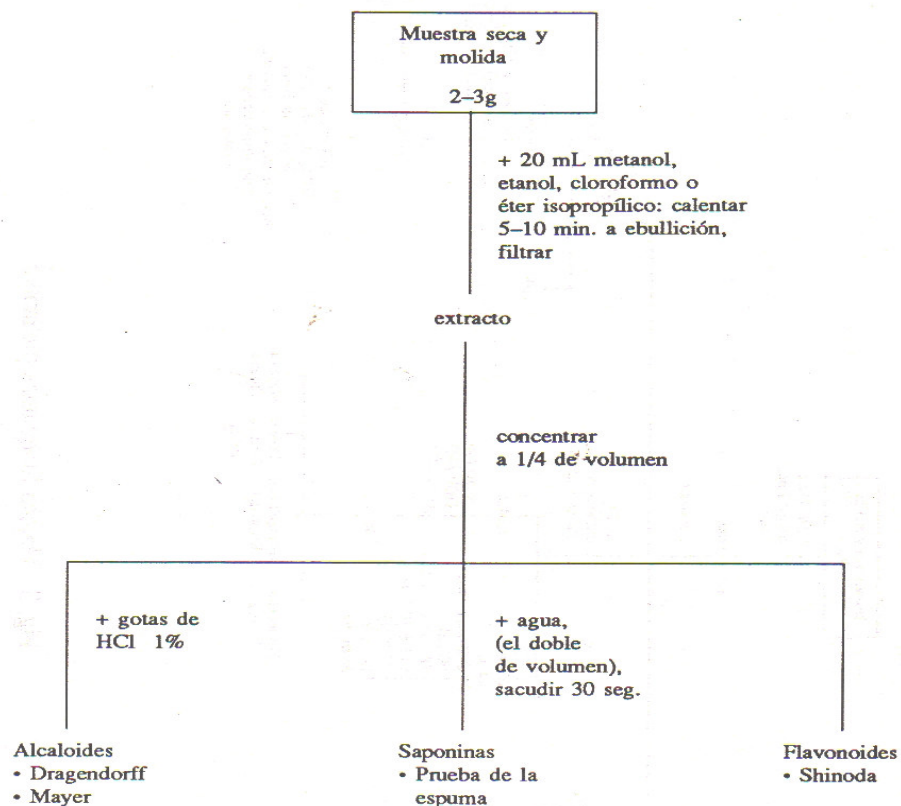 Muestra seca y
molida
2–3g
+ 20 mL metanol,
etanol, cloroformo o
éter isopropílico: calentar
5–10 min. a ebullición,
filtrar
extracto
concentrar
a 1/4 de volumen
+ gotas de
HCl 1%
+ agua,
(el doble
de volumen),
sacudir 30 seg.
Alcaloides
• Dragendorff
• Mayer
Saponinas
• Prueba de la
espuma
Flavonoides
• Shinoda